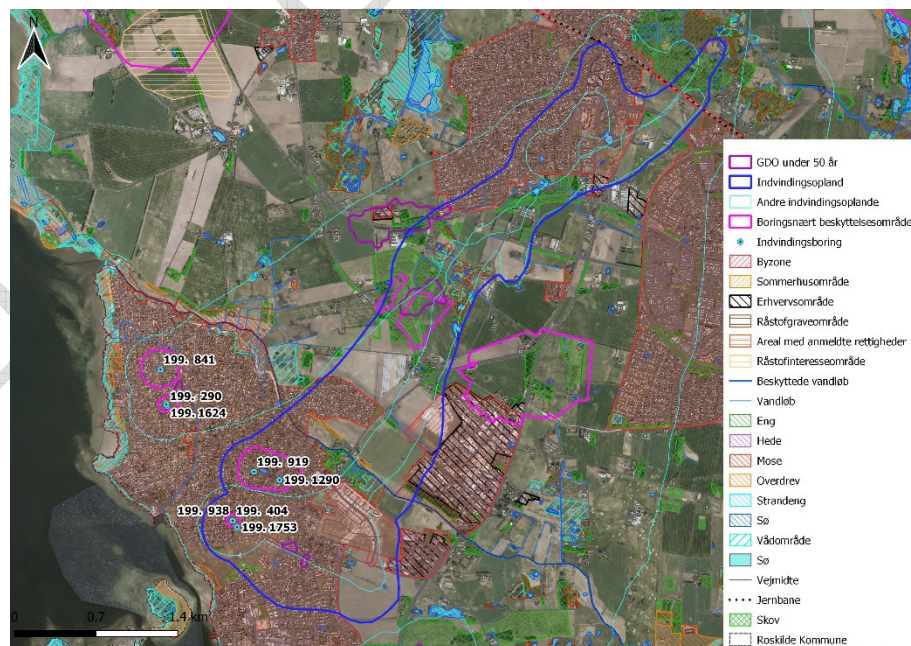 N
199. 841
199. 290
199. 1624
199. 919
199. 1290
199. 938 199. 404
199. 1753
0 0.7 1.4 km
GDO under 50 år
Indvindingsopland
Andre indvindingsoplande
Boringsnært beskyttelsesområde
Indvindingsboring
Byzone
Sommerhusområde
Erhvervsområde
Råstofgraveområde
Areal med anmeldte rettigheder
Råstofinteresseområde
Beskyttede vandløb
Vandløb
Eng
Hede
Mose
Overdrev
Strandeng
Sø
Vådområde
Sø
Vejmidte
Jernbane
Skov
Roskilde Kommune